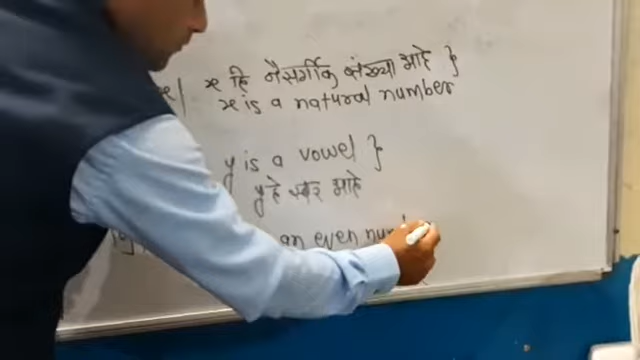 x| x हि नैसर्गीक संख्या आहे }
x is a natural number
y is a vowel }
y हे स्वर आहे
an even num